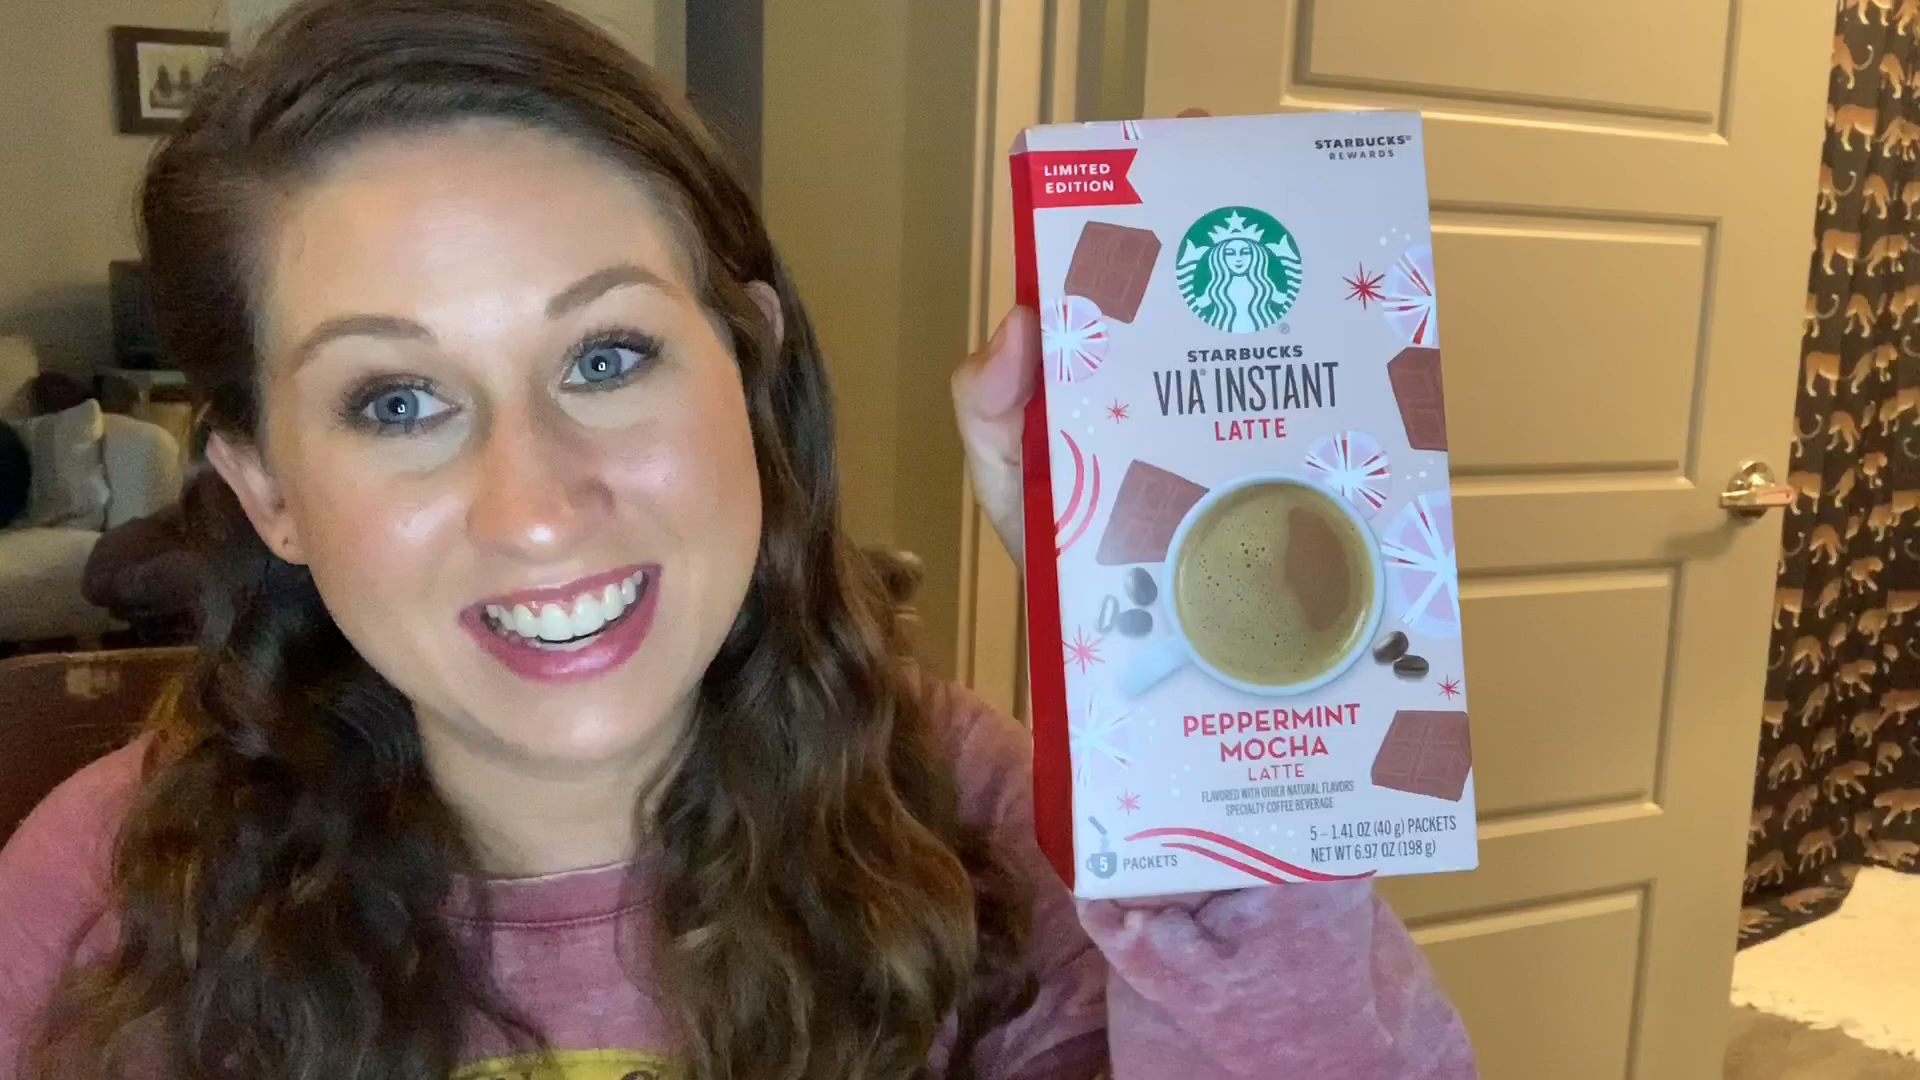 STARBUCKS®
REWARDS
LIMITED
EDITION
®
STARBUCKS
VIA® INSTANT
LATTE
PEPPERMINT
MOCHA
LATTE
FLAVORED WITH OTHER NATURAL FLAVORS
SPECIALTY COFFEE BEVERAGE
5 – 1.41 OZ (40 g) PACKETS
NET WT 6.97 OZ (198 g)
5 PACKETS